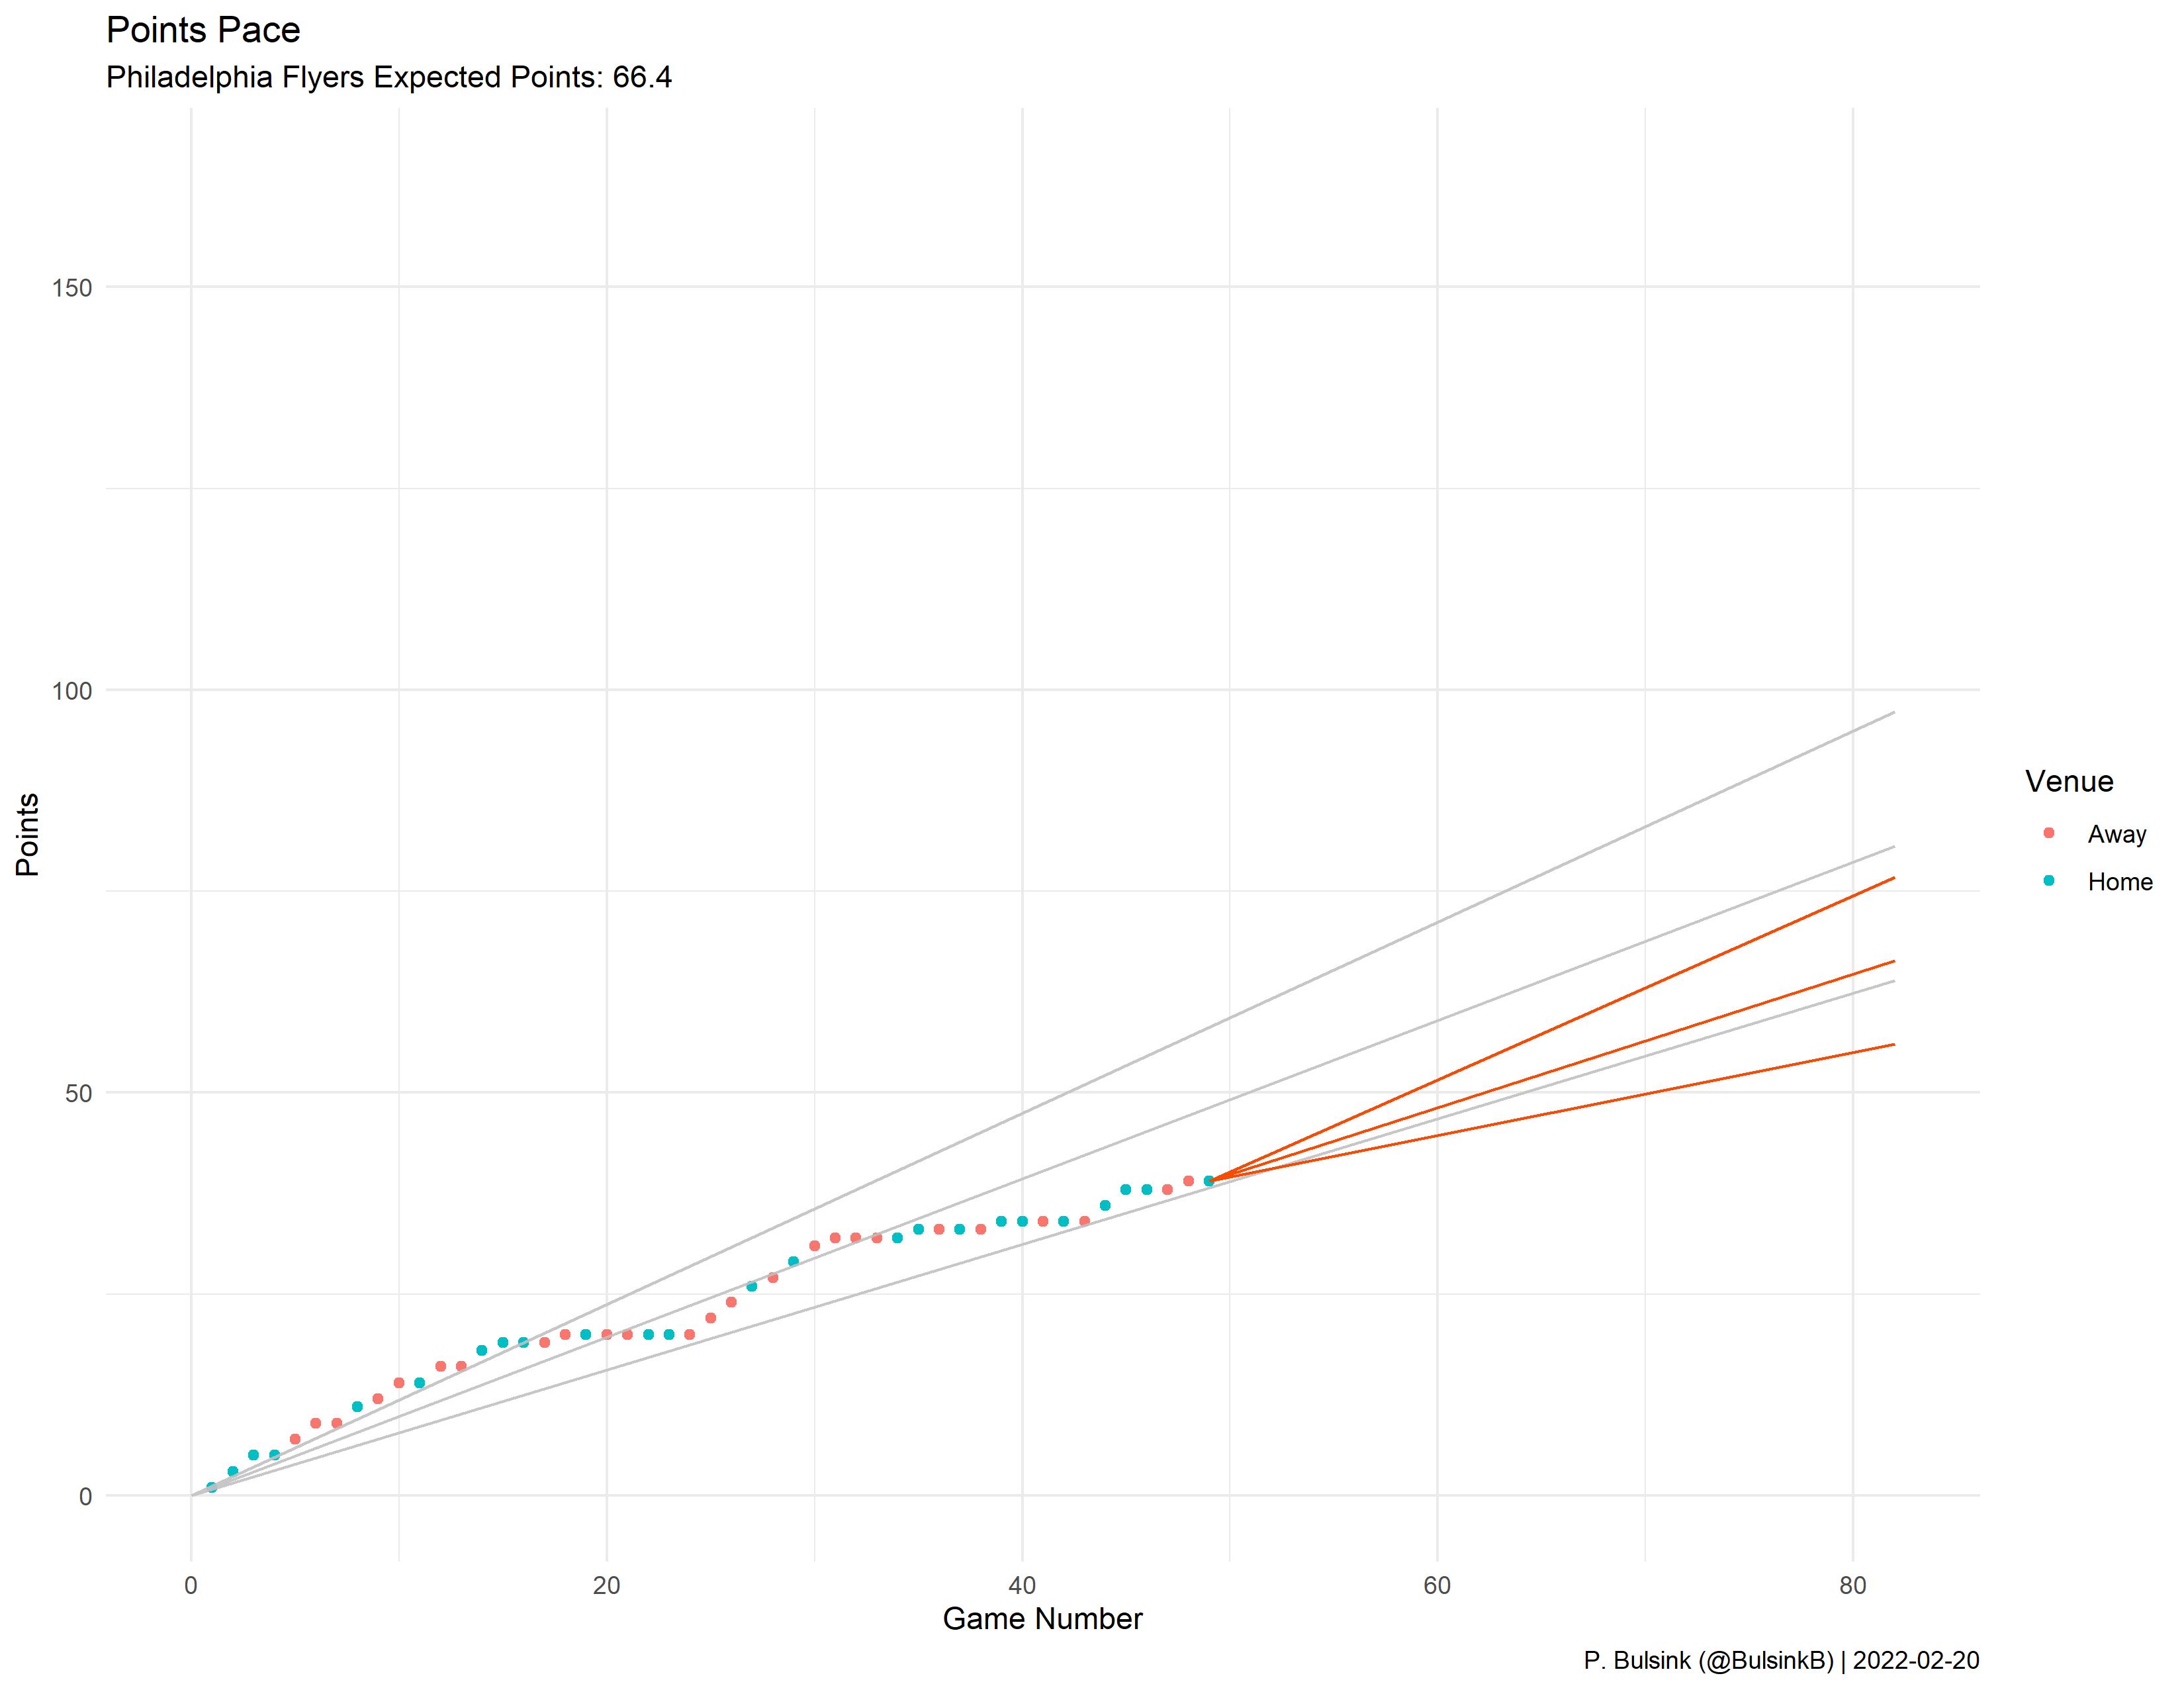 Points Pace
Philadelphia Flyers Expected Points: 66.4
150
100
50
0
Points
0 20 40 60 80
Game Number
Venue
Away
Home
P. Bulsink (@BulsinkB) | 2022-02-20